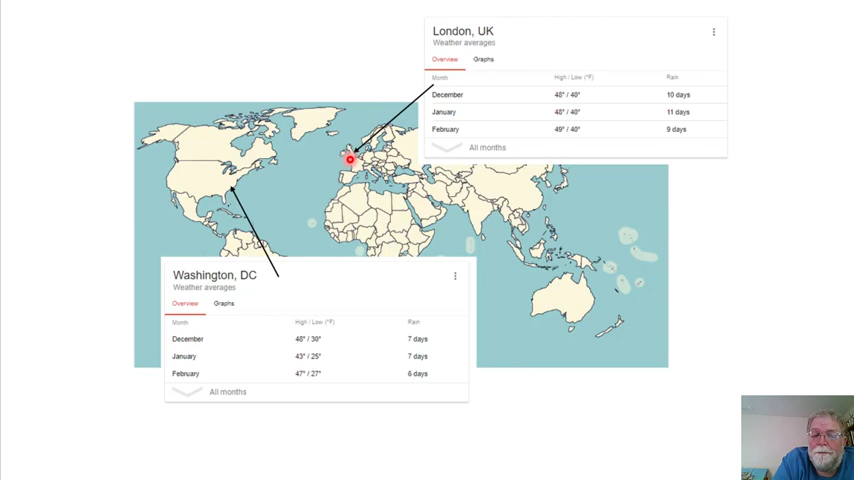 London, UK
Weather averages
Overview Graphs
Month High / Low (°F) Rain
December 48° / 40° 10 days
January 48° / 40° 11 days
February 49° / 40° 9 days
All months
Washington, DC
Weather averages
Overview Graphs
Month High / Low (°F) Rain
December 48° / 30° 7 days
January 43° / 25° 7 days
February 47° / 27° 6 days
All months